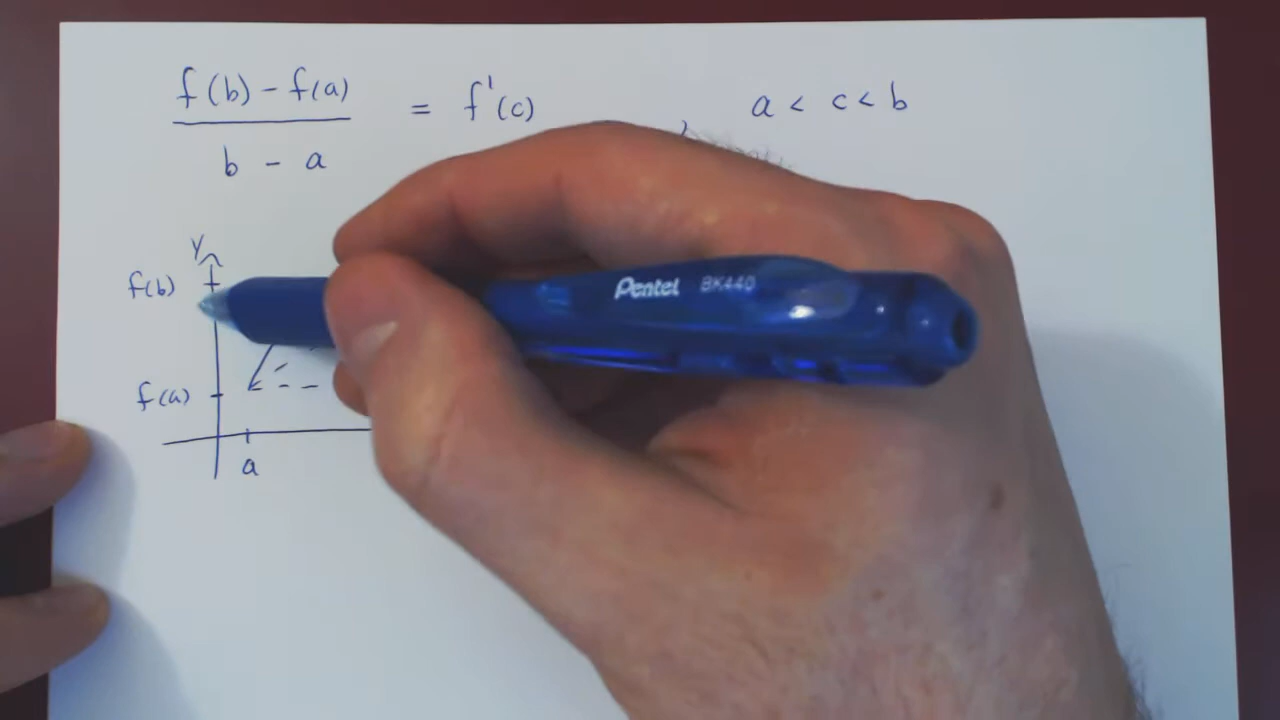 f(b) - f(a) = f'(c) a < c < b
b - a
y
f(b)
Pentel BK440
f(a)
a